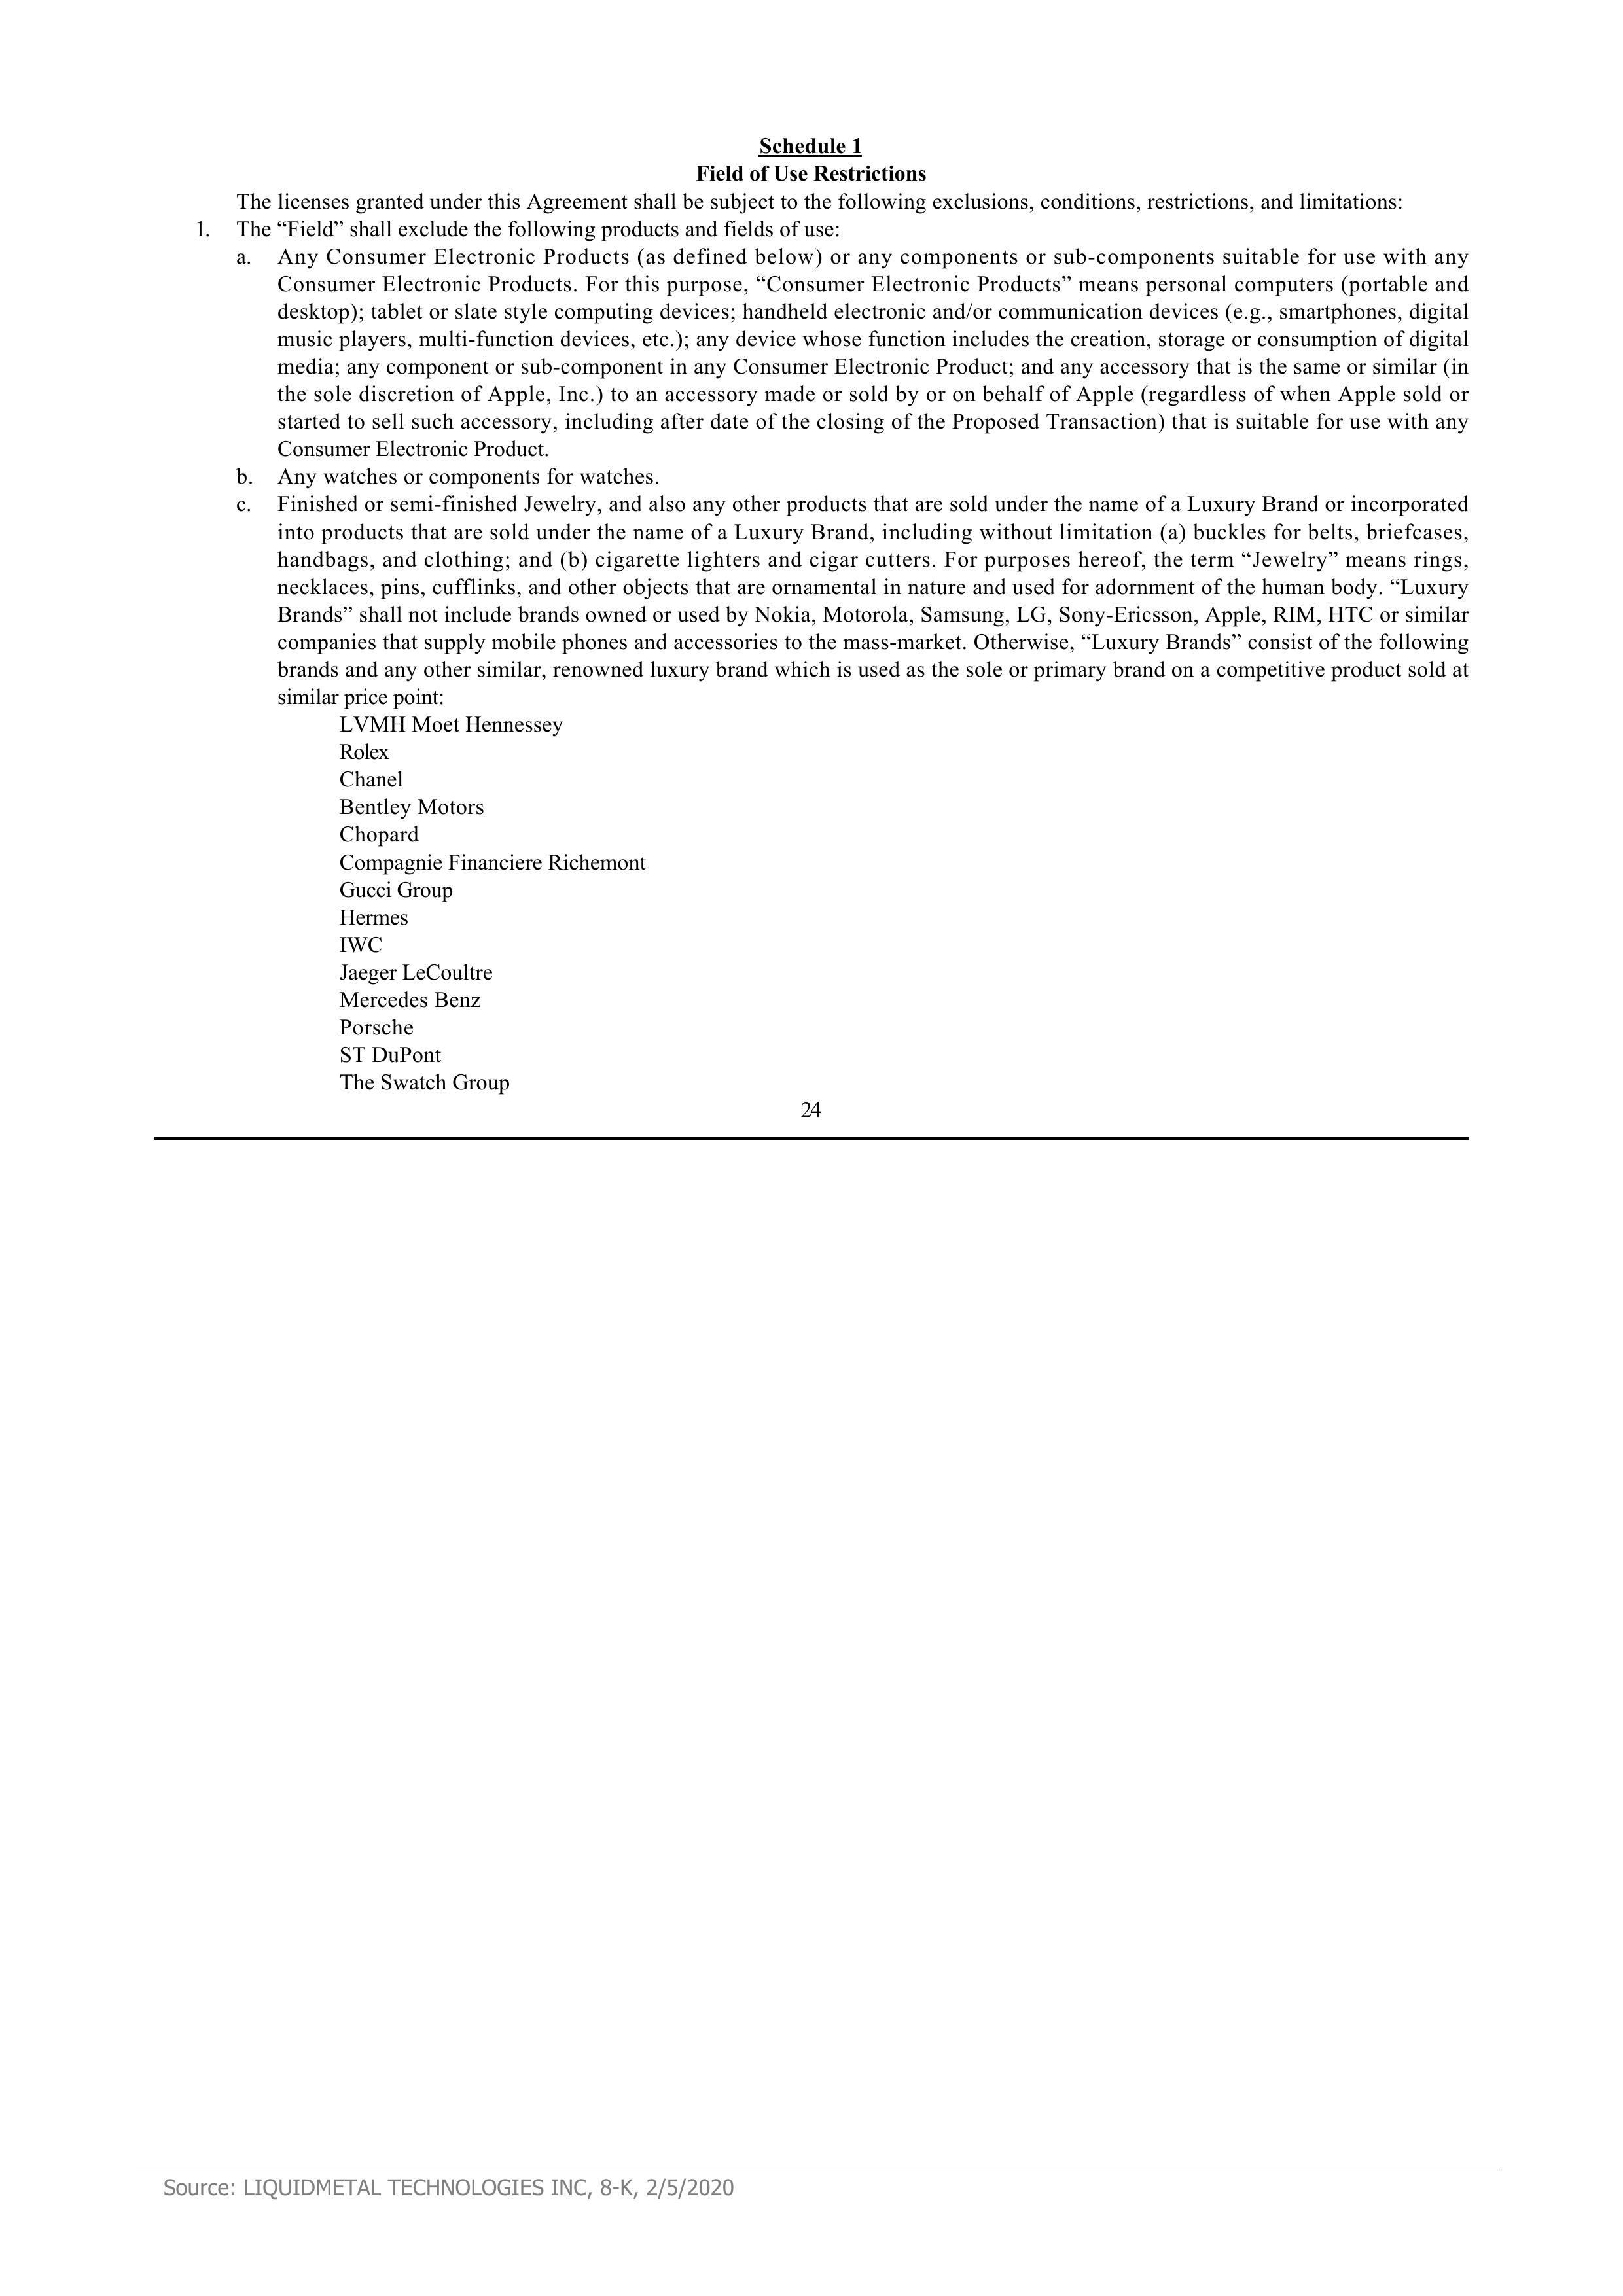 Schedule 1
Field of Use Restrictions
The licenses granted under this Agreement shall be subject to the following exclusions, conditions, restrictions, and limitations:
1. The “Field” shall exclude the following products and fields of use:
a. Any Consumer Electronic Products (as defined below) or any components or sub-components suitable for use with any
Consumer Electronic Products. For this purpose, “Consumer Electronic Products” means personal computers (portable and
desktop); tablet or slate style computing devices; handheld electronic and/or communication devices (e.g., smartphones, digital
music players, multi-function devices, etc.); any device whose function includes the creation, storage or consumption of digital
media; any component or sub-component in any Consumer Electronic Product; and any accessory that is the same or similar (in
the sole discretion of Apple, Inc.) to an accessory made or sold by or on behalf of Apple (regardless of when Apple sold or
started to sell such accessory, including after date of the closing of the Proposed Transaction) that is suitable for use with any
Consumer Electronic Product.
b. Any watches or components for watches.
c. Finished or semi-finished Jewelry, and also any other products that are sold under the name of a Luxury Brand or incorporated
into products that are sold under the name of a Luxury Brand, including without limitation (a) buckles for belts, briefcases,
handbags, and clothing; and (b) cigarette lighters and cigar cutters. For purposes hereof, the term “Jewelry” means rings,
necklaces, pins, cufflinks, and other objects that are ornamental in nature and used for adornment of the human body. “Luxury
Brands” shall not include brands owned or used by Nokia, Motorola, Samsung, LG, Sony-Ericsson, Apple, RIM, HTC or similar
companies that supply mobile phones and accessories to the mass-market. Otherwise, “Luxury Brands” consist of the following
brands and any other similar, renowned luxury brand which is used as the sole or primary brand on a competitive product sold at
similar price point:
LVMH Moet Hennessey
Rolex
Chanel
Bentley Motors
Chopard
Compagnie Financiere Richemont
Gucci Group
Hermes
IWC
Jaeger LeCoultre
Mercedes Benz
Porsche
ST DuPont
The Swatch Group
24
Source: LIQUIDMETAL TECHNOLOGIES INC, 8-K, 2/5/2020